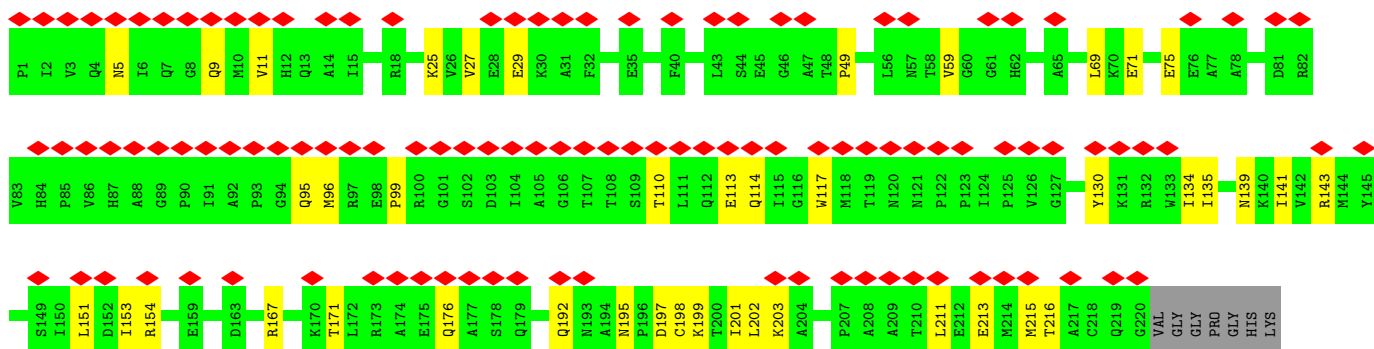 P1 I2 V3 Q4 N5 I6 Q7 G8 Q9 M10 V11 H12 Q13 A14 I15 R18 K25 V26 V27 E28 E29 K30 A31 F32 E35 F40 L43 S44 E45 G46 A47 T48 P49 L56 N57 T58 V59 G60 G61 H62 A65 L69 K70 E71 E75 E76 A77 A78 D81 R82
V83 H84 P85 V86 H87 A88 G89 P90 I91 A92 P93 G94 Q95 M96 R97 E98 P99 R100 G101 S102 D103 I104 A105 G106 T107 T108 S109 T110 L111 Q112 E113 Q114 I115 G116 W117 M118 T119 N120 N121 P122 P123 I124 P125 V126 G127 Y130 K131 R132 W133 I134 I135 N139 K140 I141 V142 R143 M144 Y145
S149 I150 L151 D152 I153 R154 E159 D163 R167 K170 T171 L172 R173 A174 E175 Q176 A177 S178 Q179 Q192 N193 A194 N195 P196 D197 C198 K199 T200 I201 L202 K203 A204 P207 A208 A209 T210 L211 E212 E213 M214 M215 T216 A217 C218 Q219 G220 VAL GLY GLY PRO GLY HIS LYS